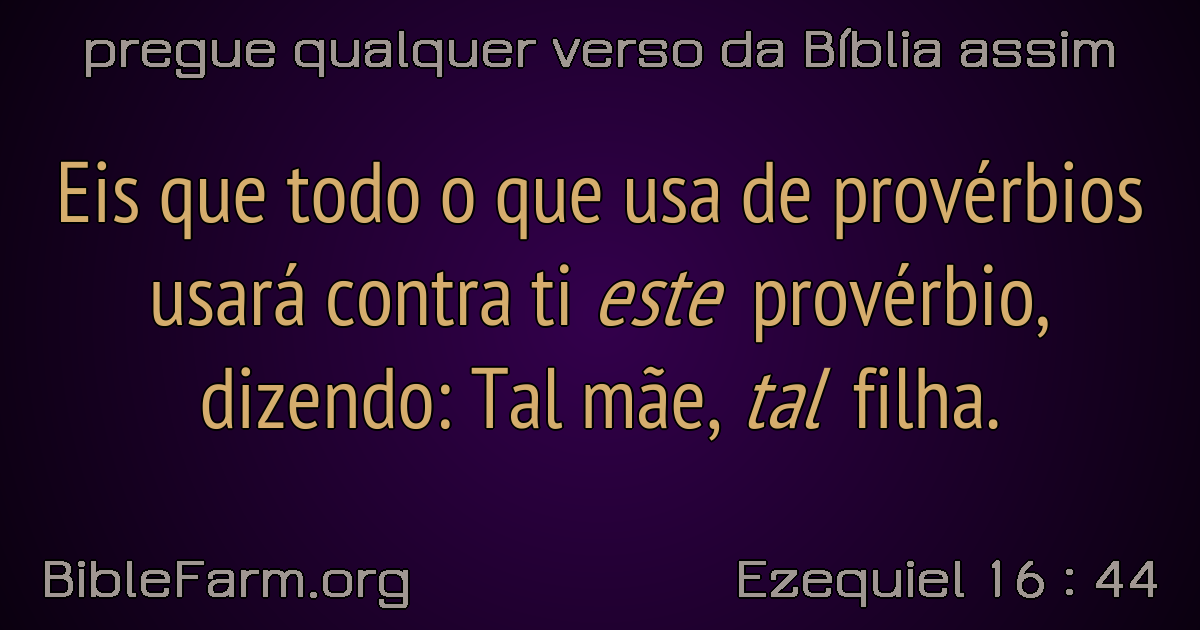 pregue qualquer verso da Bíblia assim
Eis que todo o que usa de provérbios
usará contra ti este provérbio,
dizendo: Tal mãe, tal filha.
BibleFarm.org
Ezequiel 16 : 44